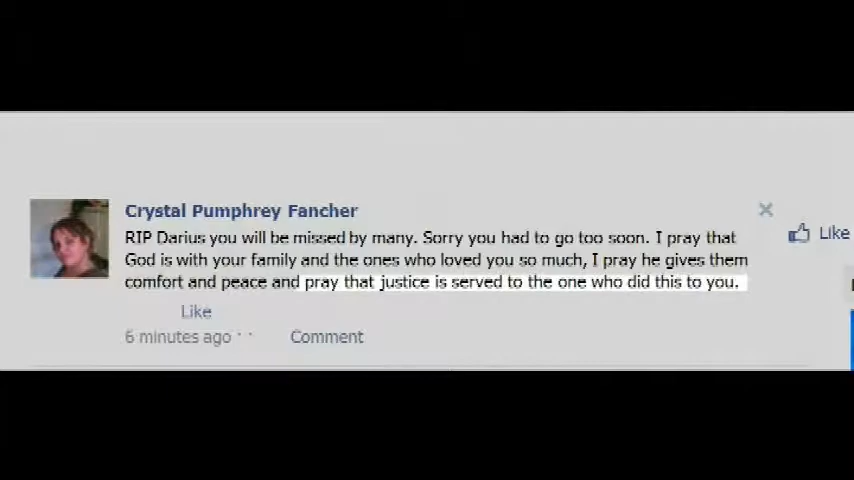 Crystal Pumphrey Fancher
RIP Darius you will be missed by many. Sorry you had to go too soon. I pray that
God is with your family and the ones who loved you so much, I pray he gives them
comfort and peace and pray that justice is served to the one who did this to you.
Like
Like
6 minutes ago · · Comment